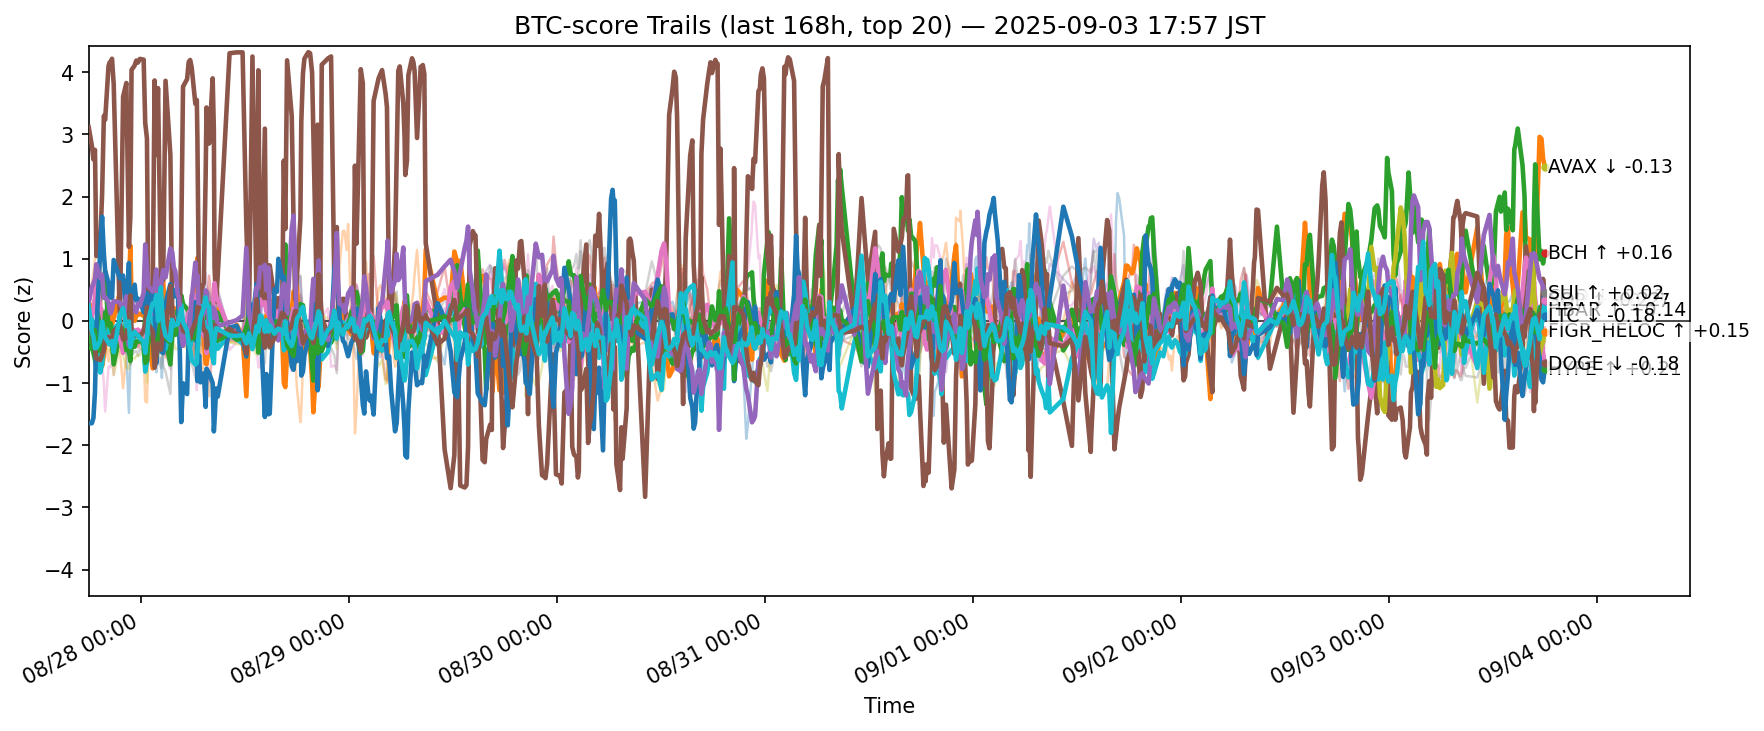 BTC-score Trails (last 168h, top 20) — 2025-09-03 17:57 JST
Score (z)
4
3
2
1
0
−1
−2
−3
−4
AVAX ↓ -0.13
BCH ↑ +0.16
SUI ↑ +0.02
LTC ↓ -0.18
FIGR_HELOC ↑ +0.15
DOGE ↓ -0.18
08/28 00:00
08/29 00:00
08/30 00:00
08/31 00:00
09/01 00:00
09/02 00:00
09/03 00:00
09/04 00:00
Time